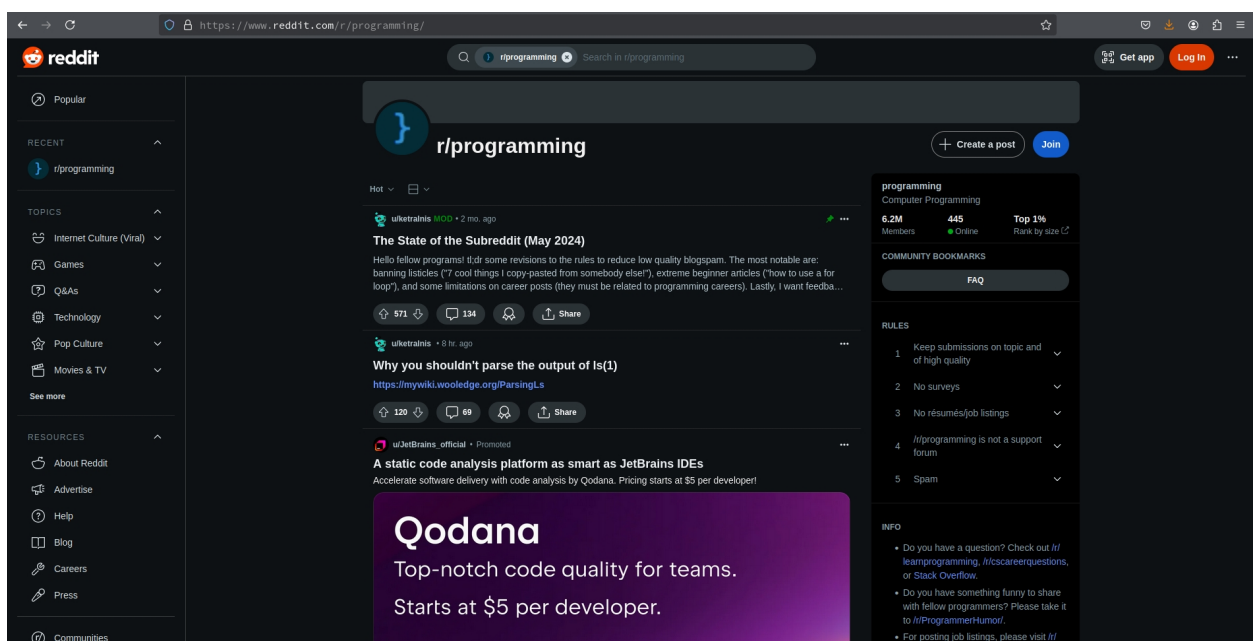 https://www.reddit.com/r/programming/
reddit
r/programming
Search in r/programming
Get app
Log In
Popular
RECENT
r/programming
TOPICS
Internet Culture (Viral)
Games
Q&As
Technology
Pop Culture
Movies & TV
See more
RESOURCES
About Reddit
Advertise
Help
Blog
Careers
Press
Communities
r/programming
Create a post
Join
Hot
u/ketralnis MOD • 2 mo. ago
The State of the Subreddit (May 2024)
Hello fellow programs! tl;dr some revisions to the rules to reduce low quality blogspam. The most notable are:
banning listicles ("7 cool things I copy-pasted from somebody else!"), extreme beginner articles ("how to use a for
loop"), and some limitations on career posts (they must be related to programming careers). Lastly, I want feedba…
571
134
Share
u/ketralnis • 8 hr. ago
Why you shouldn't parse the output of ls(1)
https://mywiki.wooledge.org/ParsingLs
120
69
Share
u/JetBrains_official • Promoted
A static code analysis platform as smart as JetBrains IDEs
Accelerate software delivery with code analysis by Qodana. Pricing starts at $5 per developer!
Qodana
Top-notch code quality for teams.
Starts at $5 per developer.
programming
Computer Programming
6.2M 445 Top 1%
Members Online Rank by size
COMMUNITY BOOKMARKS
FAQ
RULES
1 Keep submissions on topic and
of high quality
2 No surveys
3 No résumés/job listings
4 /r/programming is not a support
forum
5 Spam
INFO
• Do you have a question? Check out /r/
learnprogramming, /r/cscareerquestions,
or Stack Overflow.
• Do you have something funny to share
with fellow programmers? Please take it
to /r/ProgrammerHumor/.
• For posting job listings, please visit /r/